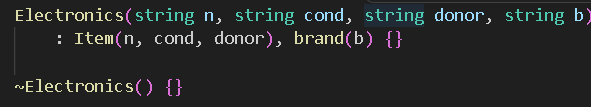 Electronics(string n, string cond, string donor, string b)
: Item(n, cond, donor), brand(b) {}
~Electronics() {}